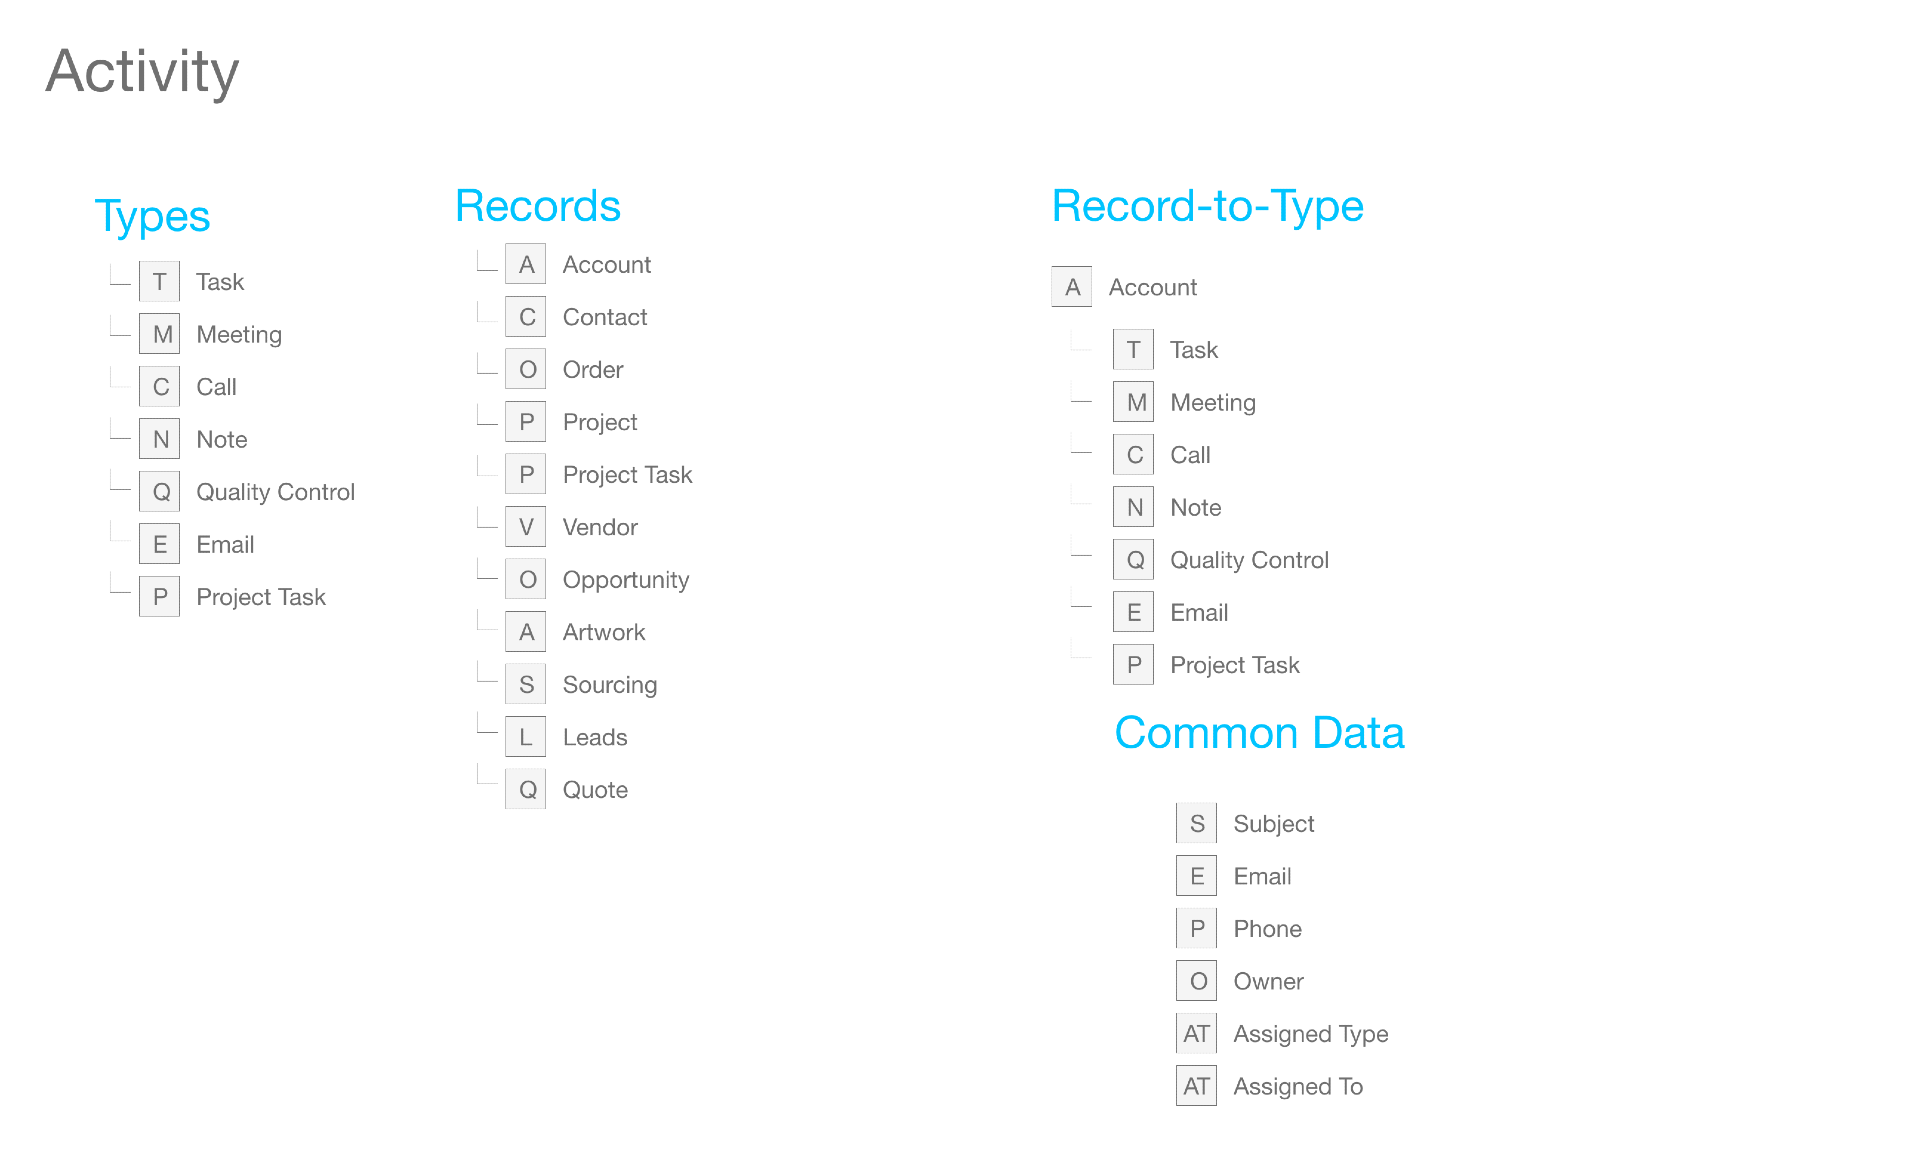 Activity
Types
T Task
M Meeting
C Call
N Note
Q Quality Control
E Email
P Project Task
Records
A Account
C Contact
O Order
P Project
P Project Task
V Vendor
O Opportunity
A Artwork
S Sourcing
L Leads
Q Quote
Record-to-Type
A Account
T Task
M Meeting
C Call
N Note
Q Quality Control
E Email
P Project Task
Common Data
S Subject
E Email
P Phone
O Owner
AT Assigned Type
AT Assigned To